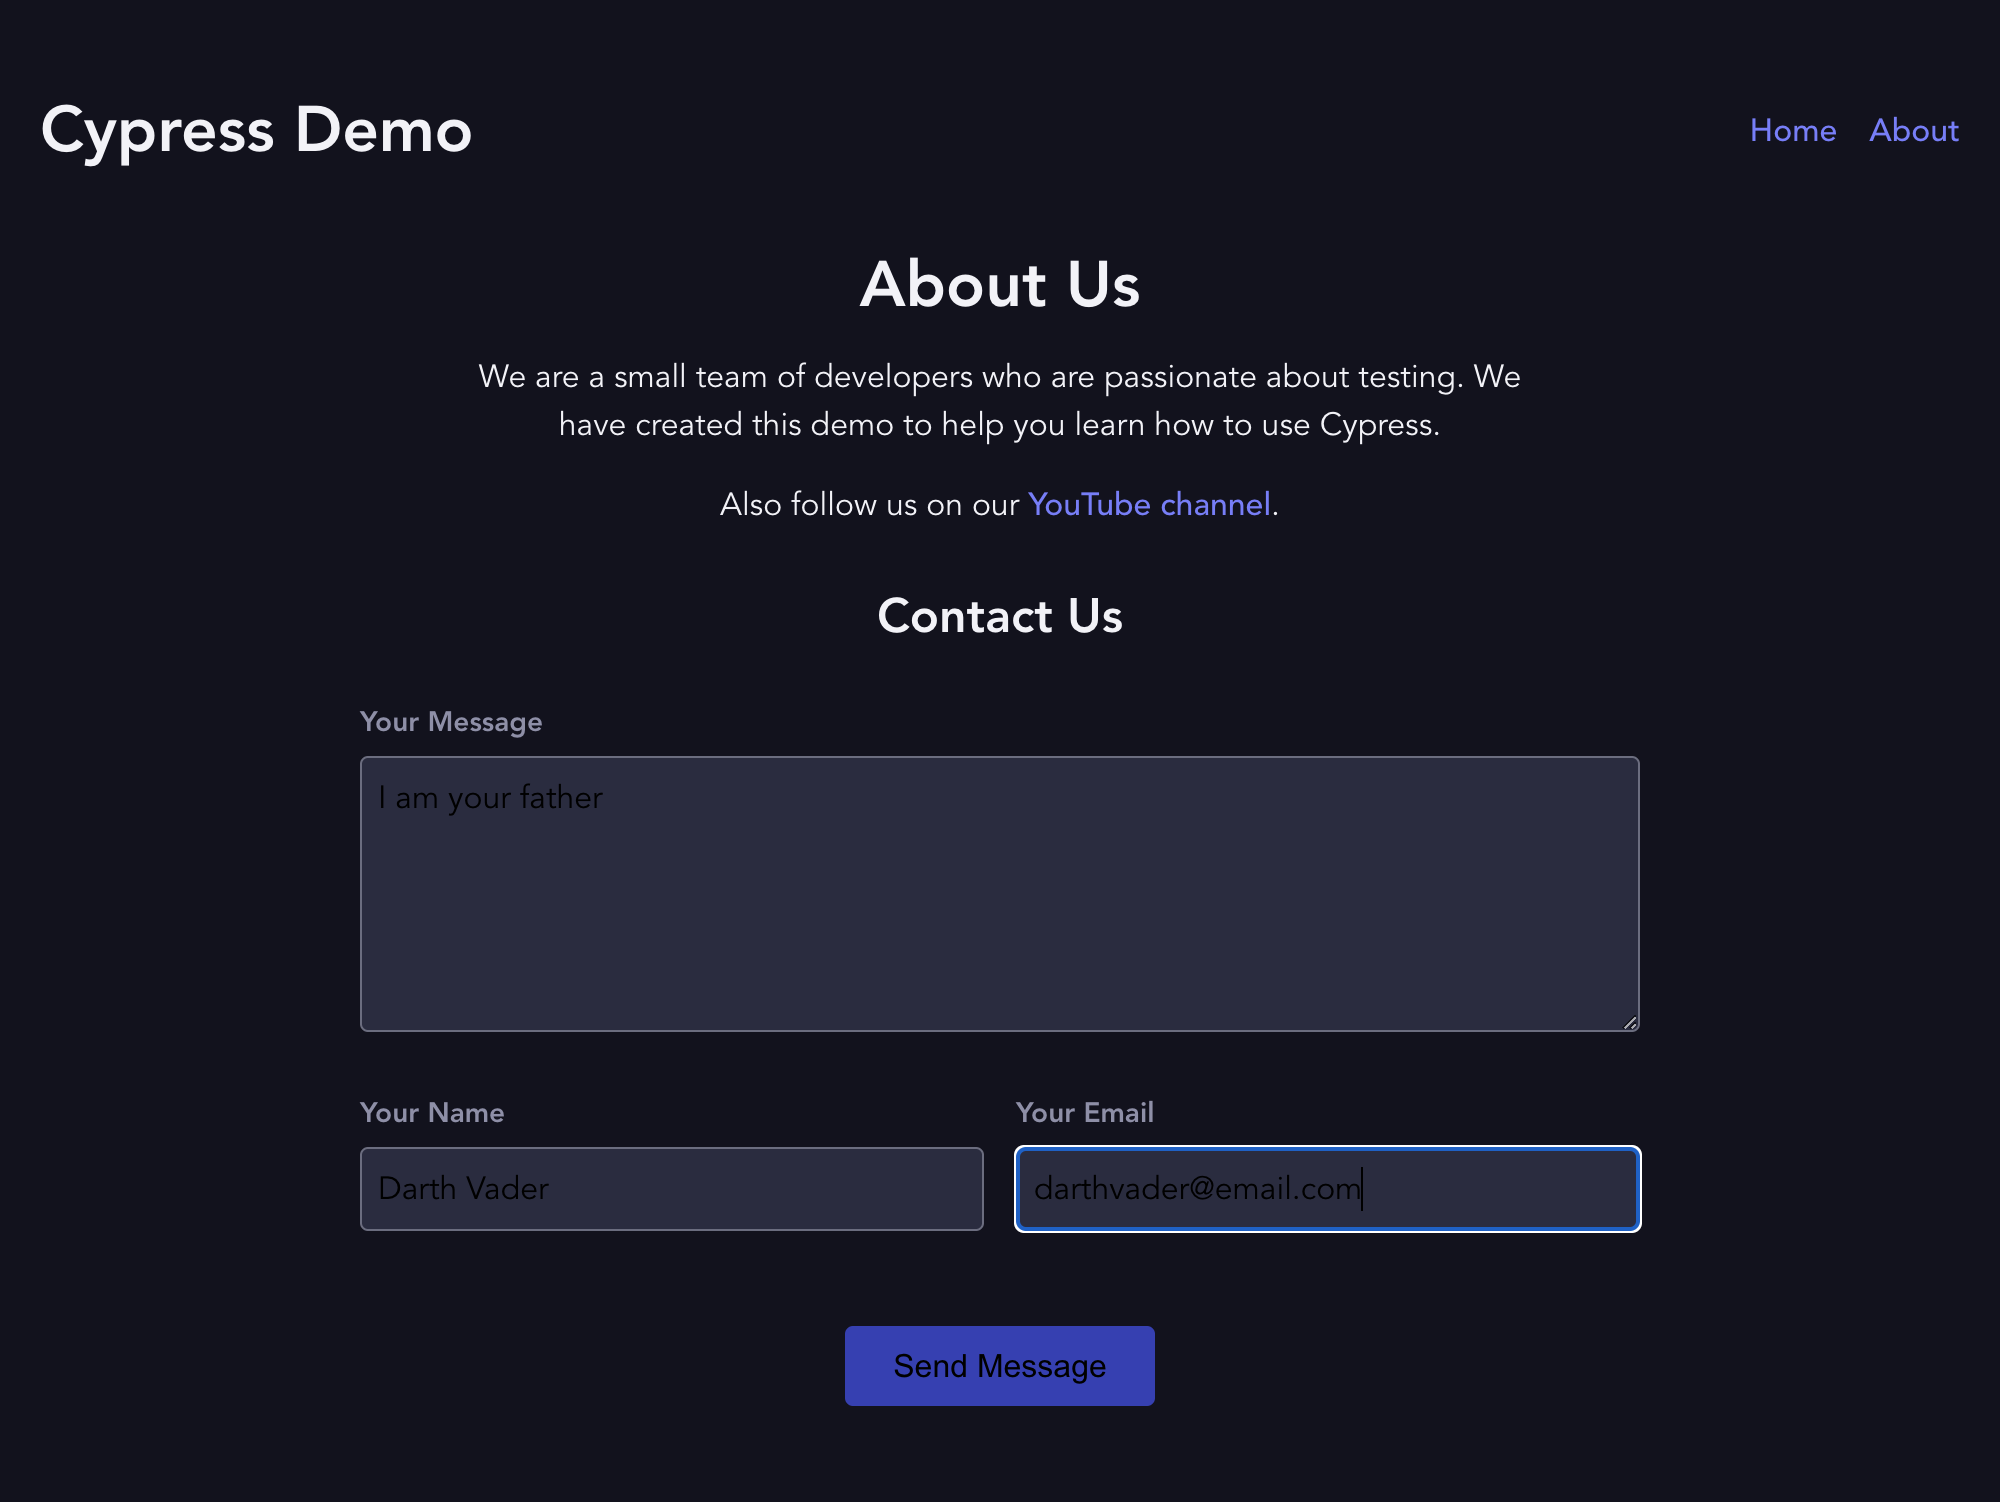 Cypress Demo
Home About
About Us
We are a small team of developers who are passionate about testing. We
have created this demo to help you learn how to use Cypress.
Also follow us on our YouTube channel.
Contact Us
Your Message
I am your father
Your Name
Your Email
Darth Vader
darthvader@email.com
Send Message